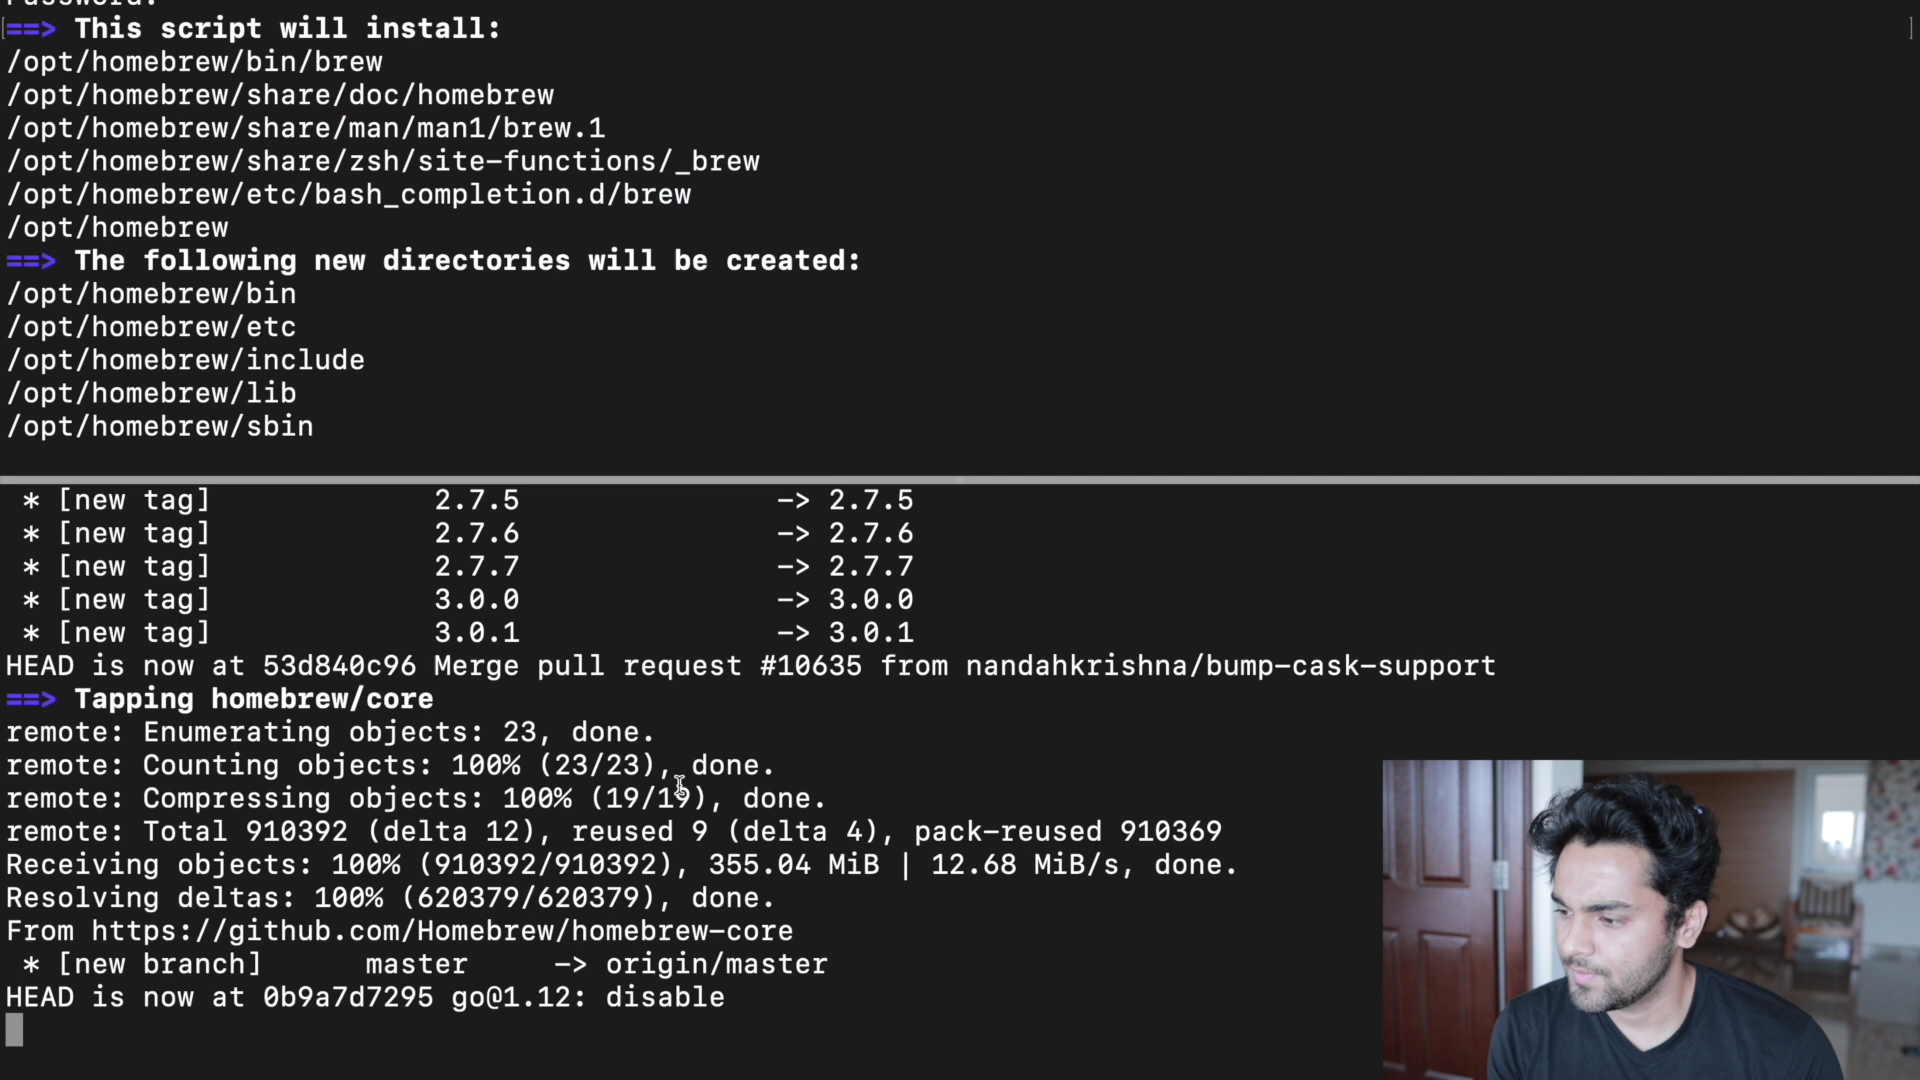 Password:
==> This script will install:
/opt/homebrew/bin/brew
/opt/homebrew/share/doc/homebrew
/opt/homebrew/share/man/man1/brew.1
/opt/homebrew/share/zsh/site-functions/_brew
/opt/homebrew/etc/bash_completion.d/brew
/opt/homebrew
==> The following new directories will be created:
/opt/homebrew/bin
/opt/homebrew/etc
/opt/homebrew/include
/opt/homebrew/lib
/opt/homebrew/sbin
* [new tag] 2.7.5 -> 2.7.5
* [new tag] 2.7.6 -> 2.7.6
* [new tag] 2.7.7 -> 2.7.7
* [new tag] 3.0.0 -> 3.0.0
* [new tag] 3.0.1 -> 3.0.1
HEAD is now at 53d840c96 Merge pull request #10635 from nandahkrishna/bump-cask-support
==> Tapping homebrew/core
remote: Enumerating objects: 23, done.
remote: Counting objects: 100% (23/23), done.
remote: Compressing objects: 100% (19/19), done.
remote: Total 910392 (delta 12), reused 9 (delta 4), pack-reused 910369
Receiving objects: 100% (910392/910392), 355.04 MiB | 12.68 MiB/s, done.
Resolving deltas: 100% (620379/620379), done.
From https://github.com/Homebrew/homebrew-core
* [new branch] master -> origin/master
HEAD is now at 0b9a7d7295 go@1.12: disable